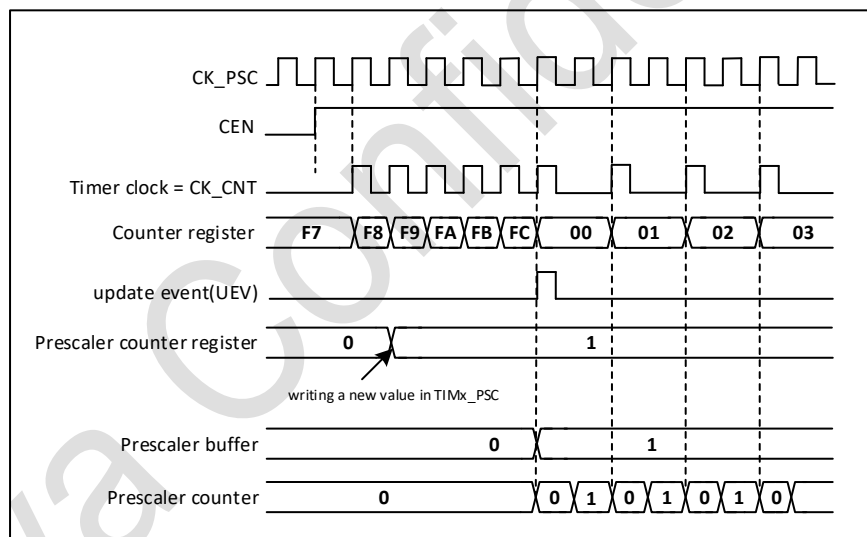 CK_PSC
CEN
Timer clock = CK_CNT
Counter register F7 F8 F9 FA FB FC 00 01 02 03
update event(UEV)
Prescaler counter register 0 1
writing a new value in TIMx_PSC
Prescaler buffer 0 1
Prescaler counter 0 0 1 0 1 0 1 0